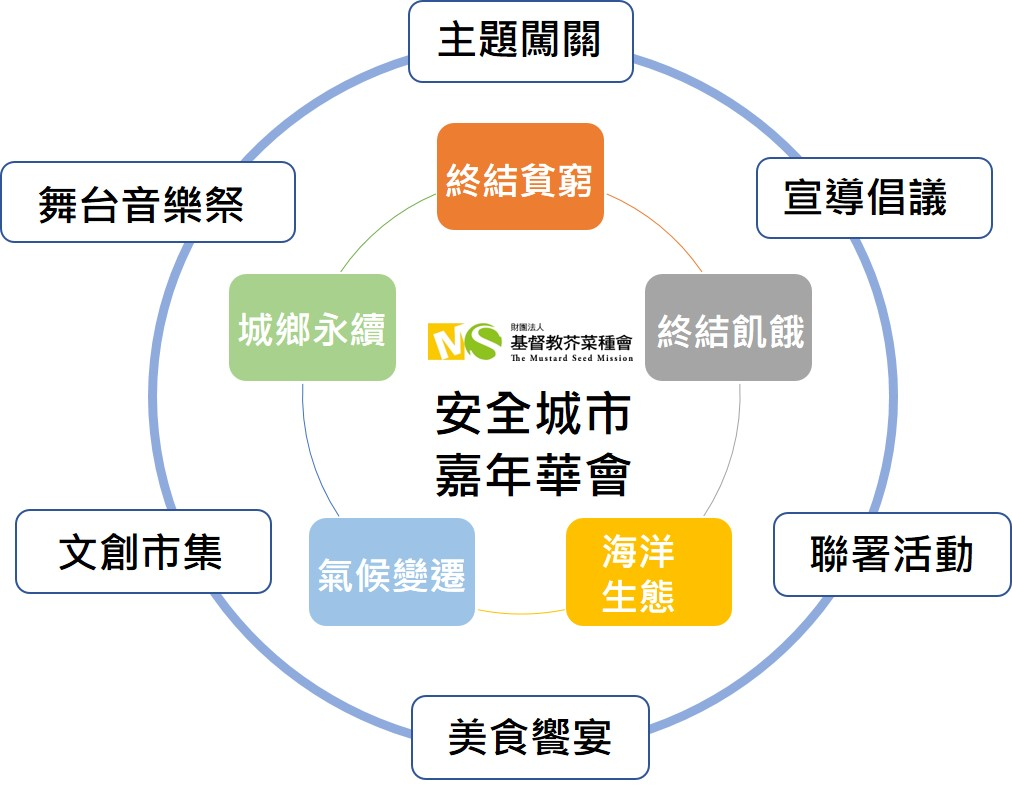 主題闖關
舞台音樂祭
宣導倡議
終結貧窮
城鄉永續
終結飢餓
MS
財團法人
基督教芥菜種會
The Mustard Seed Mission
安全城市
嘉年華會
氣候變遷
海洋
生態
文創市集
聯署活動
美食饗宴